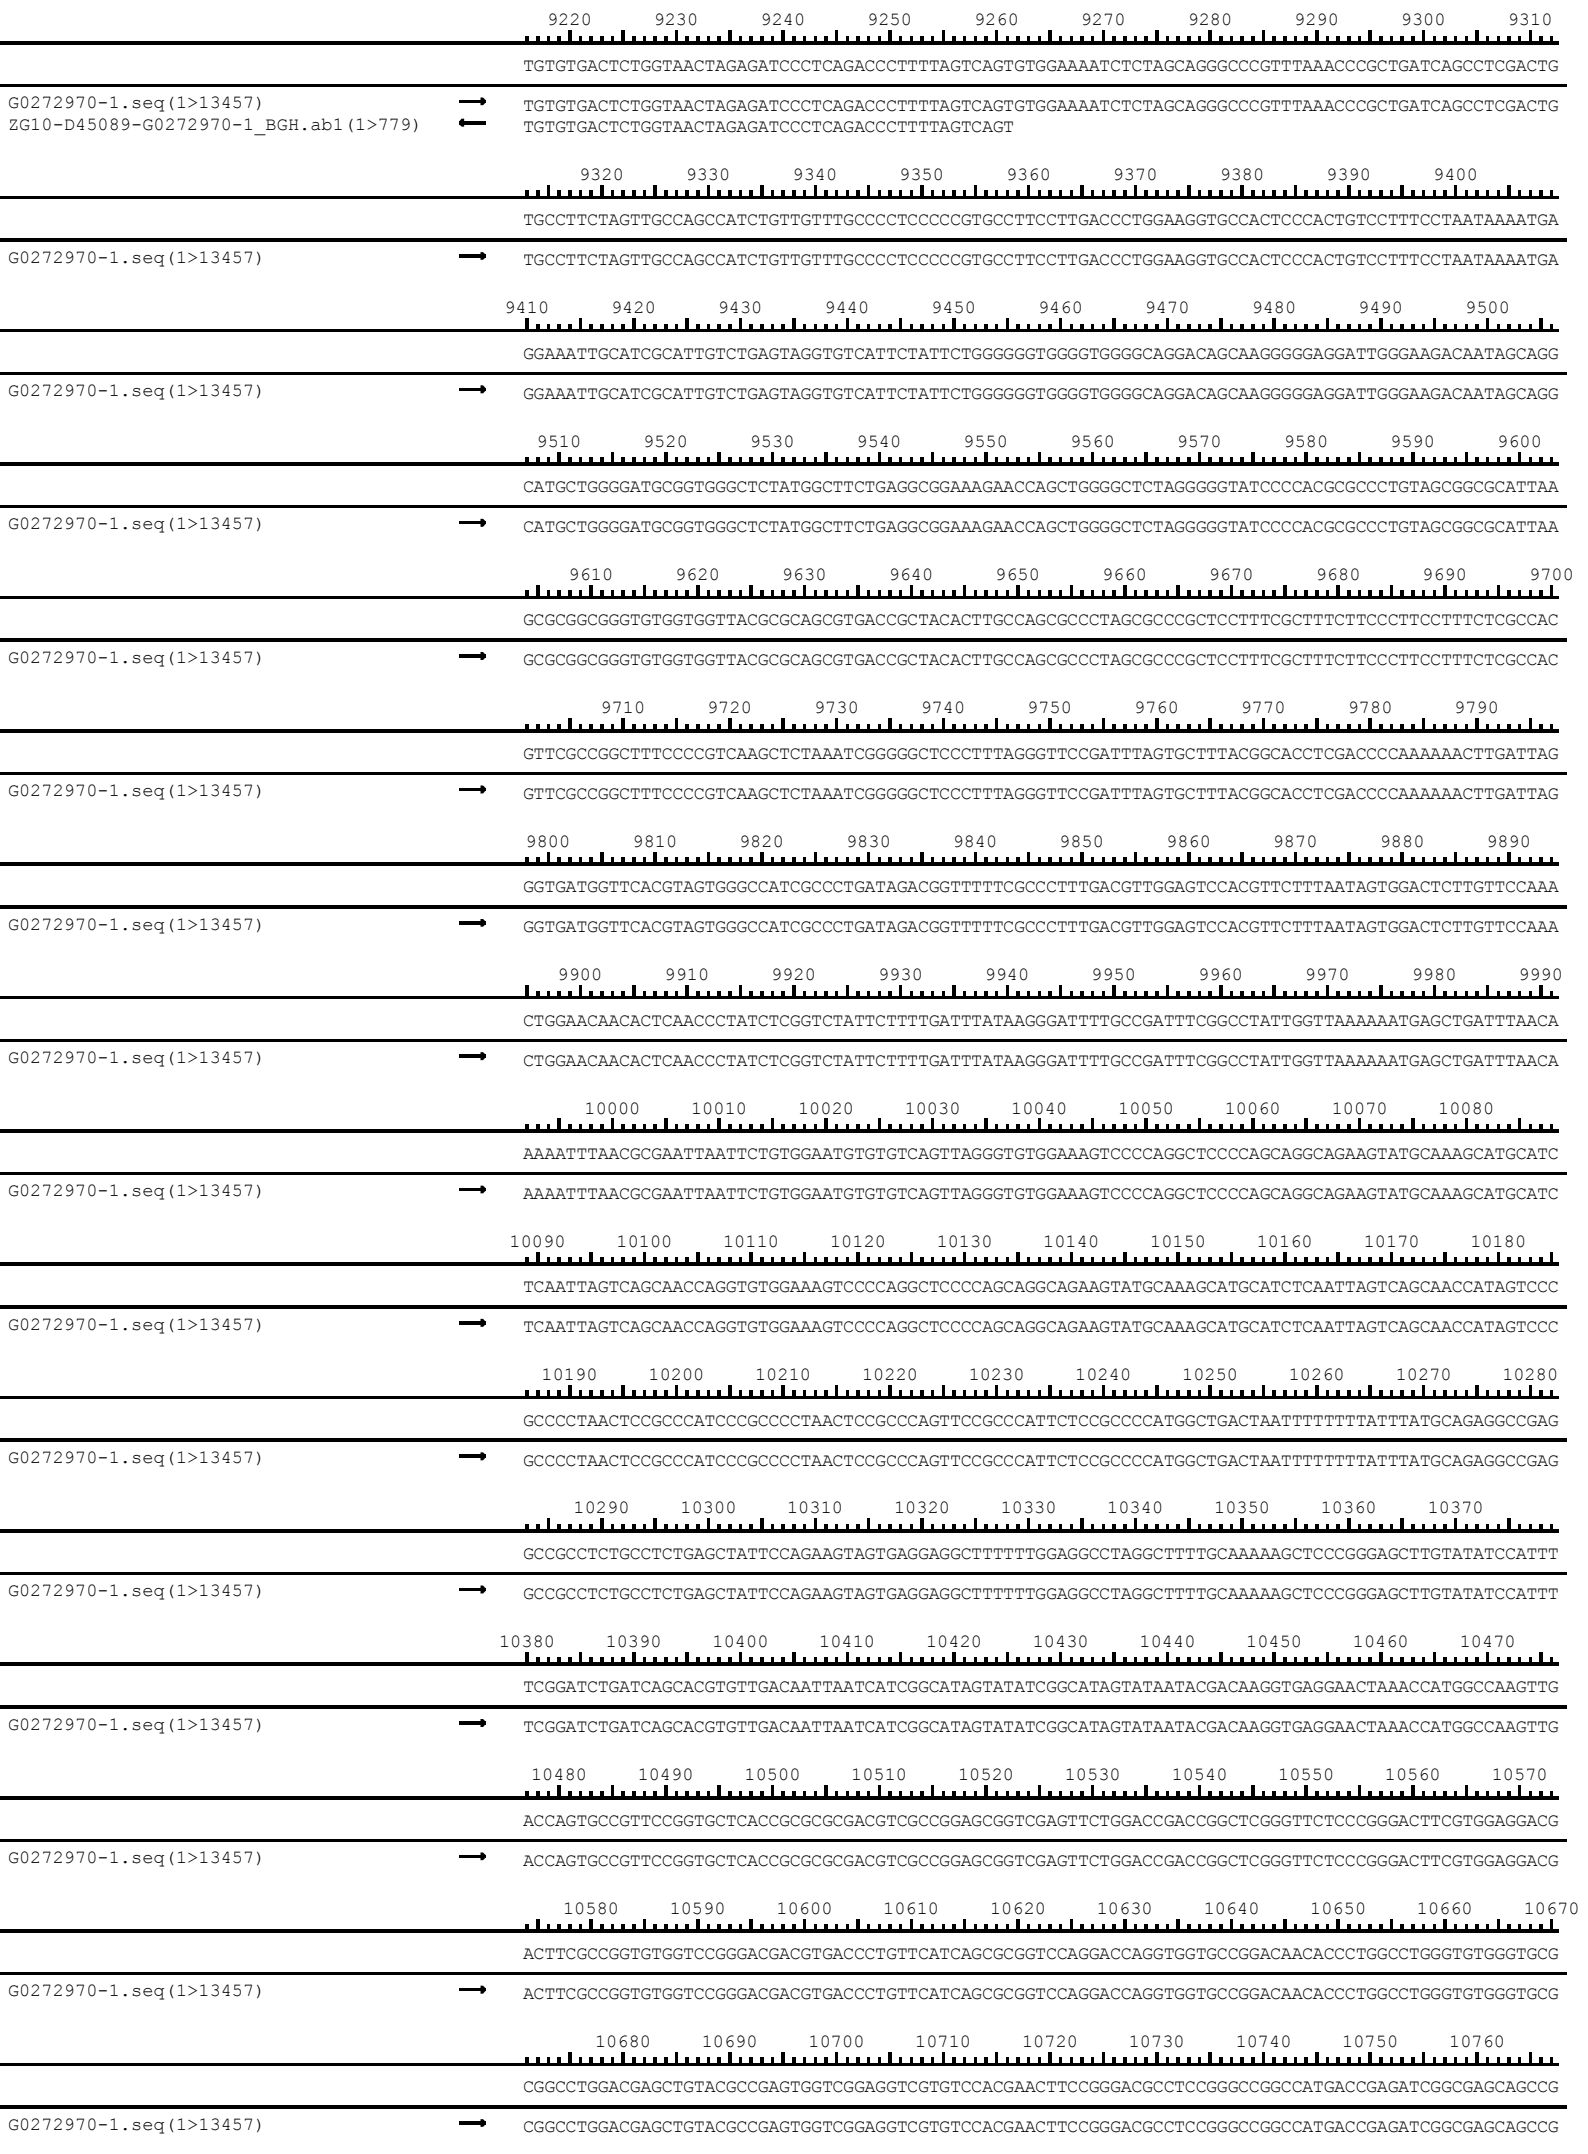 9220 9230 9240 9250 9260 9270 9280 9290 9300 9310
TGTGTGACTCTGGTAACTAGAGATCCCTCAGACCCTTTTAGTCAGTGTGGAAAATCTCTAGCAGGGCCCGTTTAAACCCGCTGATCAGCCTCGACTG
G0272970-1.seq(1>13457) → TGTGTGACTCTGGTAACTAGAGATCCCTCAGACCCTTTTAGTCAGTGTGGAAAATCTCTAGCAGGGCCCGTTTAAACCCGCTGATCAGCCTCGACTG
ZG10-D45089-G0272970-1_BGH.ab1(1>779) ← TGTGTGACTCTGGTAACTAGAGATCCCTCAGACCCTTTTAGTCAGT
9320 9330 9340 9350 9360 9370 9380 9390 9400
TGCCTTCTAGTTGCCAGCCATCTGTTGTTTGCCCCTCCCCCGTGCCTTCCTTGACCCTGGAAGGTGCCACTCCCACTGTCCTTTCCTAATAAAATGA
G0272970-1.seq(1>13457) → TGCCTTCTAGTTGCCAGCCATCTGTTGTTTGCCCCTCCCCCGTGCCTTCCTTGACCCTGGAAGGTGCCACTCCCACTGTCCTTTCCTAATAAAATGA
9410 9420 9430 9440 9450 9460 9470 9480 9490 9500
GGAAATTGCATCGCATTGTCTGAGTAGGTGTCATTCTATTCTGGGGGGTGGGGTGGGGCAGGACAGCAAGGGGGAGGATTGGGAAGACAATAGCAGG
G0272970-1.seq(1>13457) → GGAAATTGCATCGCATTGTCTGAGTAGGTGTCATTCTATTCTGGGGGGTGGGGTGGGGCAGGACAGCAAGGGGGAGGATTGGGAAGACAATAGCAGG
9510 9520 9530 9540 9550 9560 9570 9580 9590 9600
CATGCTGGGGATGCGGTGGGCTCTATGGCTTCTGAGGCGGAAAGAACCAGCTGGGGCTCTAGGGGGTATCCCCACGCGCCCTGTAGCGGCGCATTAA
G0272970-1.seq(1>13457) → CATGCTGGGGATGCGGTGGGCTCTATGGCTTCTGAGGCGGAAAGAACCAGCTGGGGCTCTAGGGGGTATCCCCACGCGCCCTGTAGCGGCGCATTAA
9610 9620 9630 9640 9650 9660 9670 9680 9690 9700
GCGCGGCGGGTGTGGTGGTTACGCGCAGCGTGACCGCTACACTTGCCAGCGCCCTAGCGCCCGCTCCTTTCGCTTTCTTCCCTTCCTTTCTCGCCAC
G0272970-1.seq(1>13457) → GCGCGGCGGGTGTGGTGGTTACGCGCAGCGTGACCGCTACACTTGCCAGCGCCCTAGCGCCCGCTCCTTTCGCTTTCTTCCCTTCCTTTCTCGCCAC
9710 9720 9730 9740 9750 9760 9770 9780 9790
GTTCGCCGGCTTTCCCCGTCAAGCTCTAAATCGGGGGCTCCCTTTAGGGTTCCGATTTAGTGCTTTACGGCACCTCGACCCCAAAAAACTTGATTAG
G0272970-1.seq(1>13457) → GTTCGCCGGCTTTCCCCGTCAAGCTCTAAATCGGGGGCTCCCTTTAGGGTTCCGATTTAGTGCTTTACGGCACCTCGACCCCAAAAAACTTGATTAG
9800 9810 9820 9830 9840 9850 9860 9870 9880 9890
GGTGATGGTTCACGTAGTGGGCCATCGCCCTGATAGACGGTTTTTCGCCCTTTGACGTTGGAGTCCACGTTCTTTAATAGTGGACTCTTGTTCCAAA
G0272970-1.seq(1>13457) → GGTGATGGTTCACGTAGTGGGCCATCGCCCTGATAGACGGTTTTTCGCCCTTTGACGTTGGAGTCCACGTTCTTTAATAGTGGACTCTTGTTCCAAA
9900 9910 9920 9930 9940 9950 9960 9970 9980 9990
CTGGAACAACACTCAACCCTATCTCGGTCTATTCTTTTGATTTATAAGGGATTTTGCCGATTTCGGCCTATTGGTTAAAAAATGAGCTGATTTAACA
G0272970-1.seq(1>13457) → CTGGAACAACACTCAACCCTATCTCGGTCTATTCTTTTGATTTATAAGGGATTTTGCCGATTTCGGCCTATTGGTTAAAAAATGAGCTGATTTAACA
10000 10010 10020 10030 10040 10050 10060 10070 10080
AAAATTTAACGCGAATTAATTCTGTGGAATGTGTGTCAGTTAGGGTGTGGAAAGTCCCCAGGCTCCCCAGCAGGCAGAAGTATGCAAAGCATGCATC
G0272970-1.seq(1>13457) → AAAATTTAACGCGAATTAATTCTGTGGAATGTGTGTCAGTTAGGGTGTGGAAAGTCCCCAGGCTCCCCAGCAGGCAGAAGTATGCAAAGCATGCATC
10090 10100 10110 10120 10130 10140 10150 10160 10170 10180
TCAATTAGTCAGCAACCAGGTGTGGAAAGTCCCCAGGCTCCCCAGCAGGCAGAAGTATGCAAAGCATGCATCTCAATTAGTCAGCAACCATAGTCCC
G0272970-1.seq(1>13457) → TCAATTAGTCAGCAACCAGGTGTGGAAAGTCCCCAGGCTCCCCAGCAGGCAGAAGTATGCAAAGCATGCATCTCAATTAGTCAGCAACCATAGTCCC
10190 10200 10210 10220 10230 10240 10250 10260 10270 10280
GCCCCTAACTCCGCCCATCCCGCCCCTAACTCCGCCCAGTTCCGCCCATTCTCCGCCCCATGGCTGACTAATTTTTTTTATTTATGCAGAGGCCGAG
G0272970-1.seq(1>13457) → GCCCCTAACTCCGCCCATCCCGCCCCTAACTCCGCCCAGTTCCGCCCATTCTCCGCCCCATGGCTGACTAATTTTTTTTATTTATGCAGAGGCCGAG
10290 10300 10310 10320 10330 10340 10350 10360 10370
GCCGCCTCTGCCTCTGAGCTATTCCAGAAGTAGTGAGGAGGCTTTTTTGGAGGCCTAGGCTTTTGCAAAAAGCTCCCGGGAGCTTGTATATCCATTT
G0272970-1.seq(1>13457) → GCCGCCTCTGCCTCTGAGCTATTCCAGAAGTAGTGAGGAGGCTTTTTTGGAGGCCTAGGCTTTTGCAAAAAGCTCCCGGGAGCTTGTATATCCATTT
10380 10390 10400 10410 10420 10430 10440 10450 10460 10470
TCGGATCTGATCAGCACGTGTTGACAATTAATCATCGGCATAGTATATCGGCATAGTATAATACGACAAGGTGAGGAACTAAACCATGGCCAAGTTG
G0272970-1.seq(1>13457) → TCGGATCTGATCAGCACGTGTTGACAATTAATCATCGGCATAGTATATCGGCATAGTATAATACGACAAGGTGAGGAACTAAACCATGGCCAAGTTG
10480 10490 10500 10510 10520 10530 10540 10550 10560 10570
ACCAGTGCCGTTCCGGTGCTCACCGCGCGCGACGTCGCCGGAGCGGTCGAGTTCTGGACCGACCGGCTCGGGTTCTCCCGGGACTTCGTGGAGGACG
G0272970-1.seq(1>13457) → ACCAGTGCCGTTCCGGTGCTCACCGCGCGCGACGTCGCCGGAGCGGTCGAGTTCTGGACCGACCGGCTCGGGTTCTCCCGGGACTTCGTGGAGGACG
10580 10590 10600 10610 10620 10630 10640 10650 10660 10670
ACTTCGCCGGTGTGGTCCGGGACGACGTGACCCTGTTCATCAGCGCGGTCCAGGACCAGGTGGTGCCGGACAACACCCTGGCCTGGGTGTGGGTGCG
G0272970-1.seq(1>13457) → ACTTCGCCGGTGTGGTCCGGGACGACGTGACCCTGTTCATCAGCGCGGTCCAGGACCAGGTGGTGCCGGACAACACCCTGGCCTGGGTGTGGGTGCG
10680 10690 10700 10710 10720 10730 10740 10750 10760
CGGCCTGGACGAGCTGTACGCCGAGTGGTCGGAGGTCGTGTCCACGAACTTCCGGGACGCCTCCGGGCCGGCCATGACCGAGATCGGCGAGCAGCCG
G0272970-1.seq(1>13457) → CGGCCTGGACGAGCTGTACGCCGAGTGGTCGGAGGTCGTGTCCACGAACTTCCGGGACGCCTCCGGGCCGGCCATGACCGAGATCGGCGAGCAGCCG